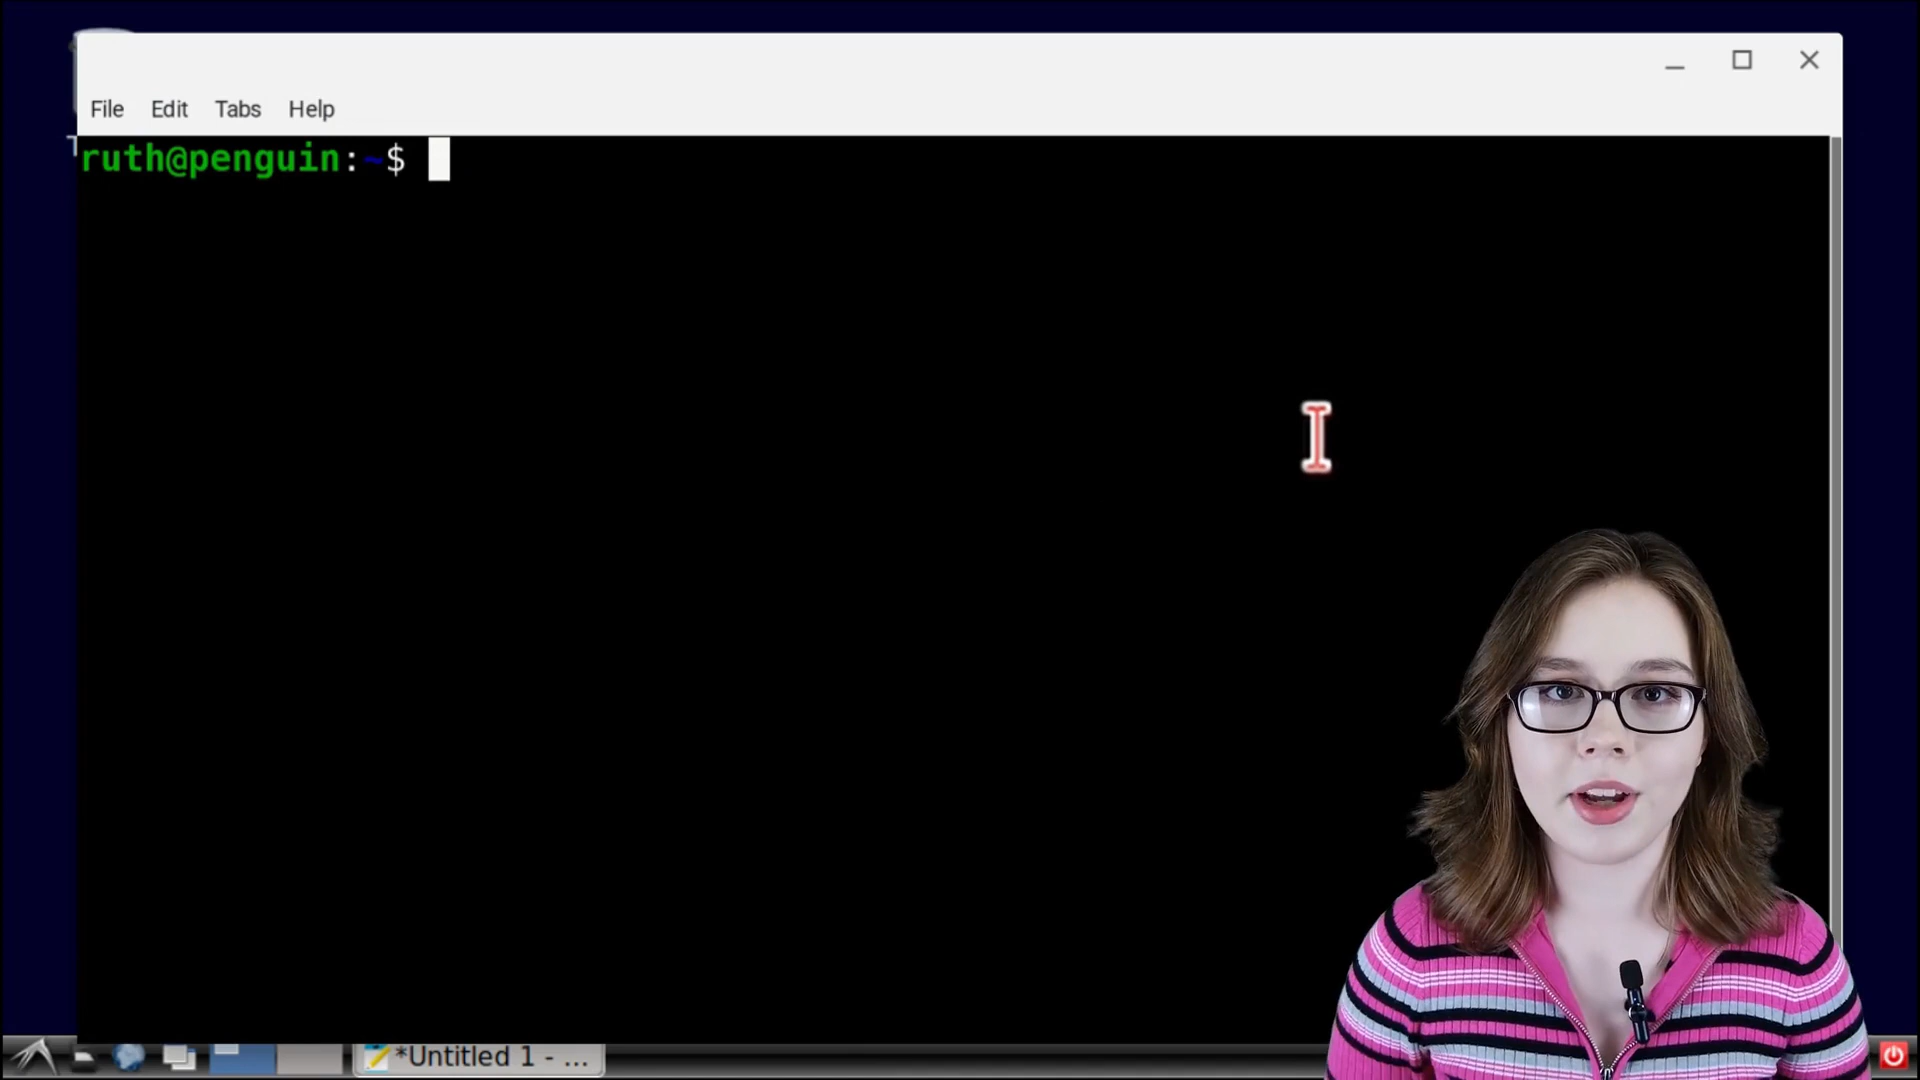 File Edit Tabs Help
ruth@penguin:~$
*Untitled 1 - ...